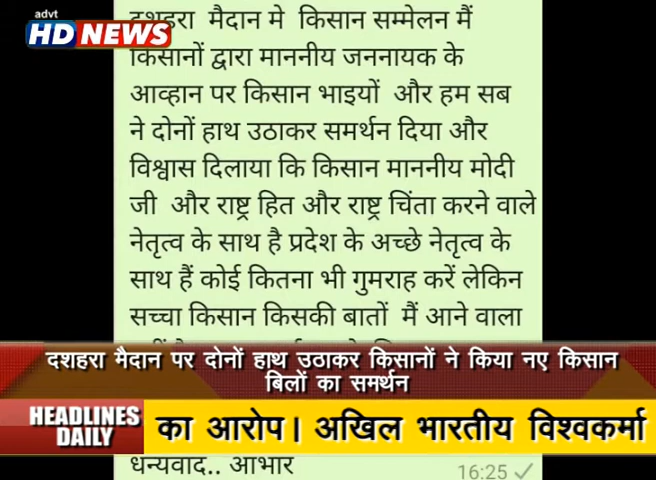 advt
HD NEWS
दशहरा मैदान मे किसान सम्मेलन मैं
किसानों द्वारा माननीय जननायक के
आव्हान पर किसान भाइयों और हम सब
ने दोनों हाथ उठाकर समर्थन दिया और
विश्वास दिलाया कि किसान माननीय मोदी
जी और राष्ट्र हित और राष्ट्र चिंता करने वाले
नेतृत्व के साथ है प्रदेश के अच्छे नेतृत्व के
साथ हैं कोई कितना भी गुमराह करें लेकिन
सच्चा किसान किसकी बातों मैं आने वाला
दशहरा मैदान पर दोनों हाथ उठाकर किसानों ने किया नए किसान
बिलों का समर्थन
HEADLINES
DAILY
का आरोप। अखिल भारतीय विश्वकर्मा
धन्यवाद.. आभार
16:25